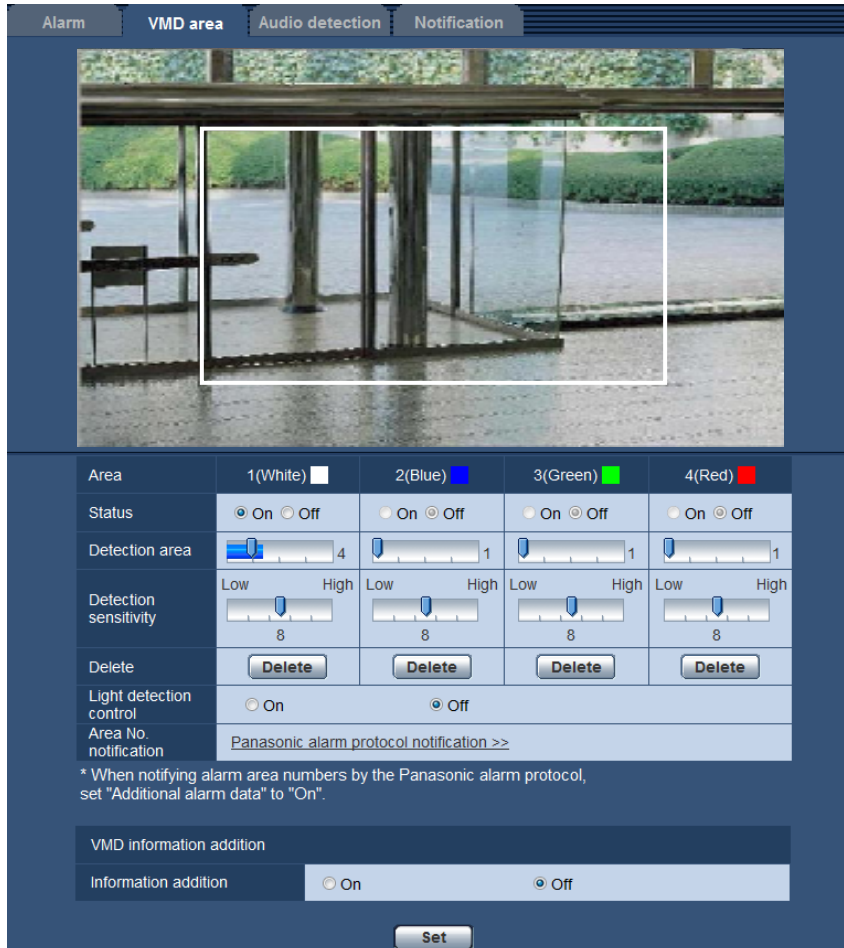 Alarm VMD area Audio detection Notification
Area 1(White) 2(Blue) 3(Green) 4(Red)
Status On Off On Off On Off On Off
Detection area 4 1 1 1
Detection sensitivity Low High Low High Low High Low High
8 8 8 8
Delete Delete Delete Delete Delete
Light detection control On Off
Area No. notification Panasonic alarm protocol notification >>
* When notifying alarm area numbers by the Panasonic alarm protocol,
set "Additional alarm data" to "On".
VMD information addition
Information addition On Off
Set